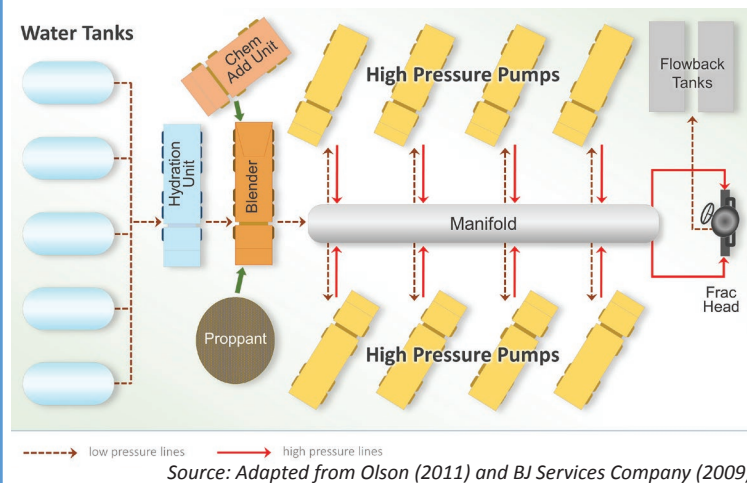 Water Tanks
Chem
Add Unit
High Pressure Pumps
Flowback
Tanks
Hydration
Unit
Blender
Manifold
Frac
Head
Proppant
High Pressure Pumps
low pressure lines
high pressure lines
Source: Adapted from Olson (2011) and BJ Services Company (2009)